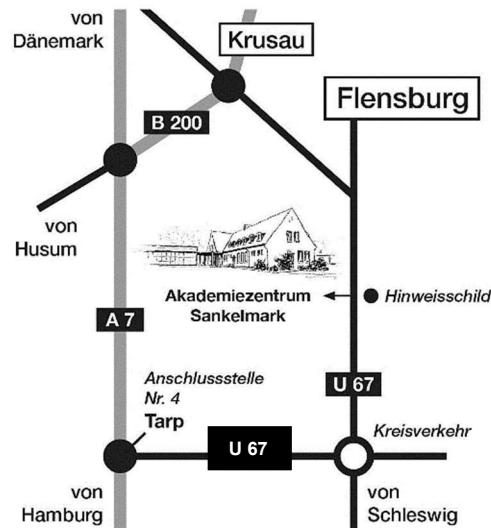 von
Dänemark
Krusau
Flensburg
B 200
von
Husum
Akademiezentrum
Sankelmark
Hinweisschild
A 7
U 67
Anschlussstelle
Nr. 4
Tarp
U 67
Kreisverkehr
von
Hamburg
von
Schleswig